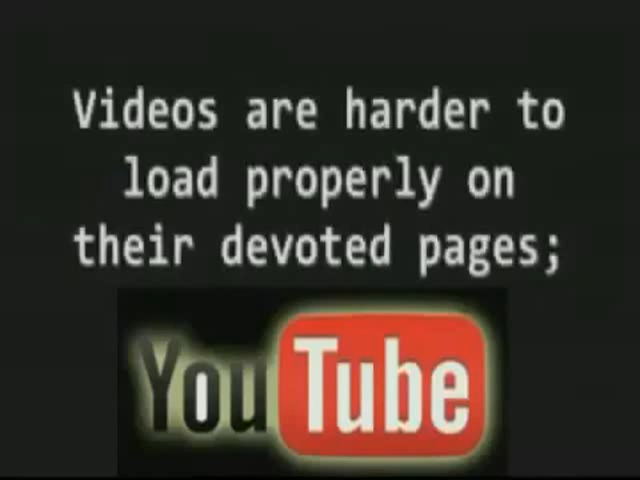 Videos are harder to
load properly on
their devoted pages;
YouTube